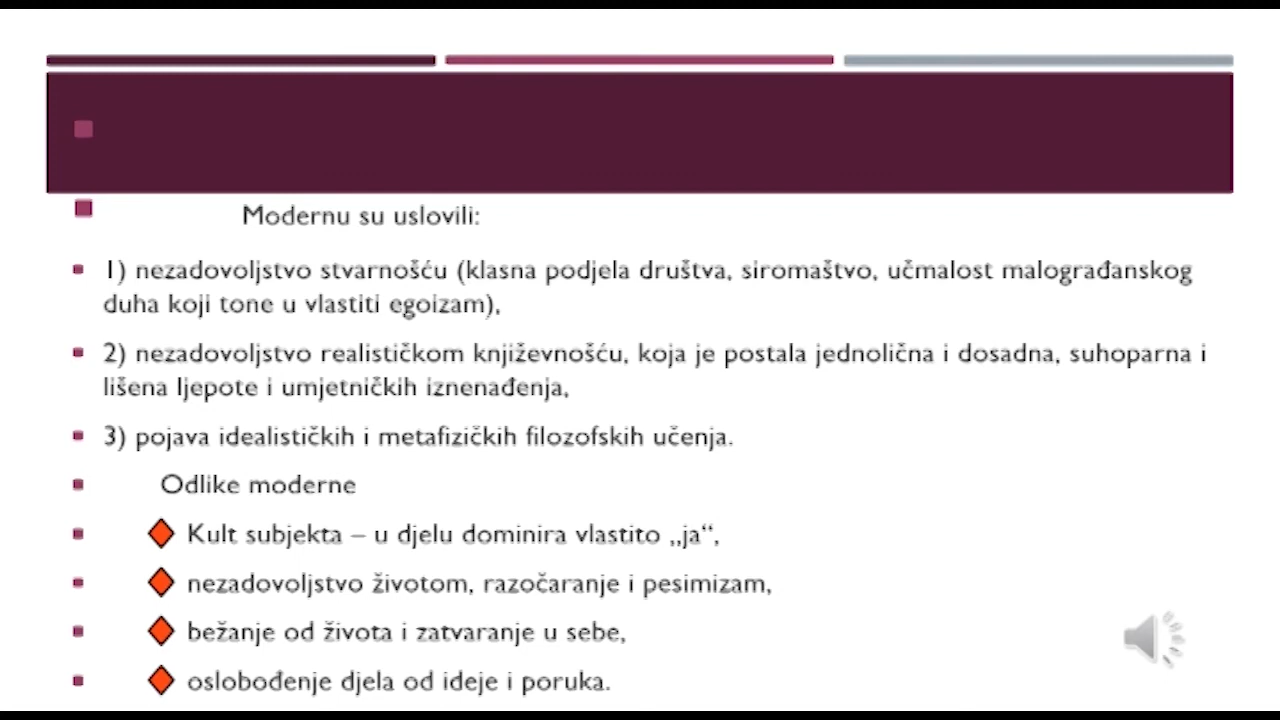 Modernu su uslovili:
1) nezadovoljstvo stvarnošću (klasna podjela društva, siromaštvo, učmalost malograđanskog
duha koji tone u vlastiti egoizam),
2) nezadovoljstvo realističkom književnošću, koja je postala jednolična i dosadna, suhoparna i
lišena ljepote i umjetničkih iznenađenja,
3) pojava idealističkih i metafizičkih filozofskih učenja.
Odlike moderne
Kult subjekta – u djelu dominira vlastito „ja“,
nezadovoljstvo životom, razočaranje i pesimizam,
bežanje od života i zatvaranje u sebe,
oslobođenje djela od ideje i poruka.